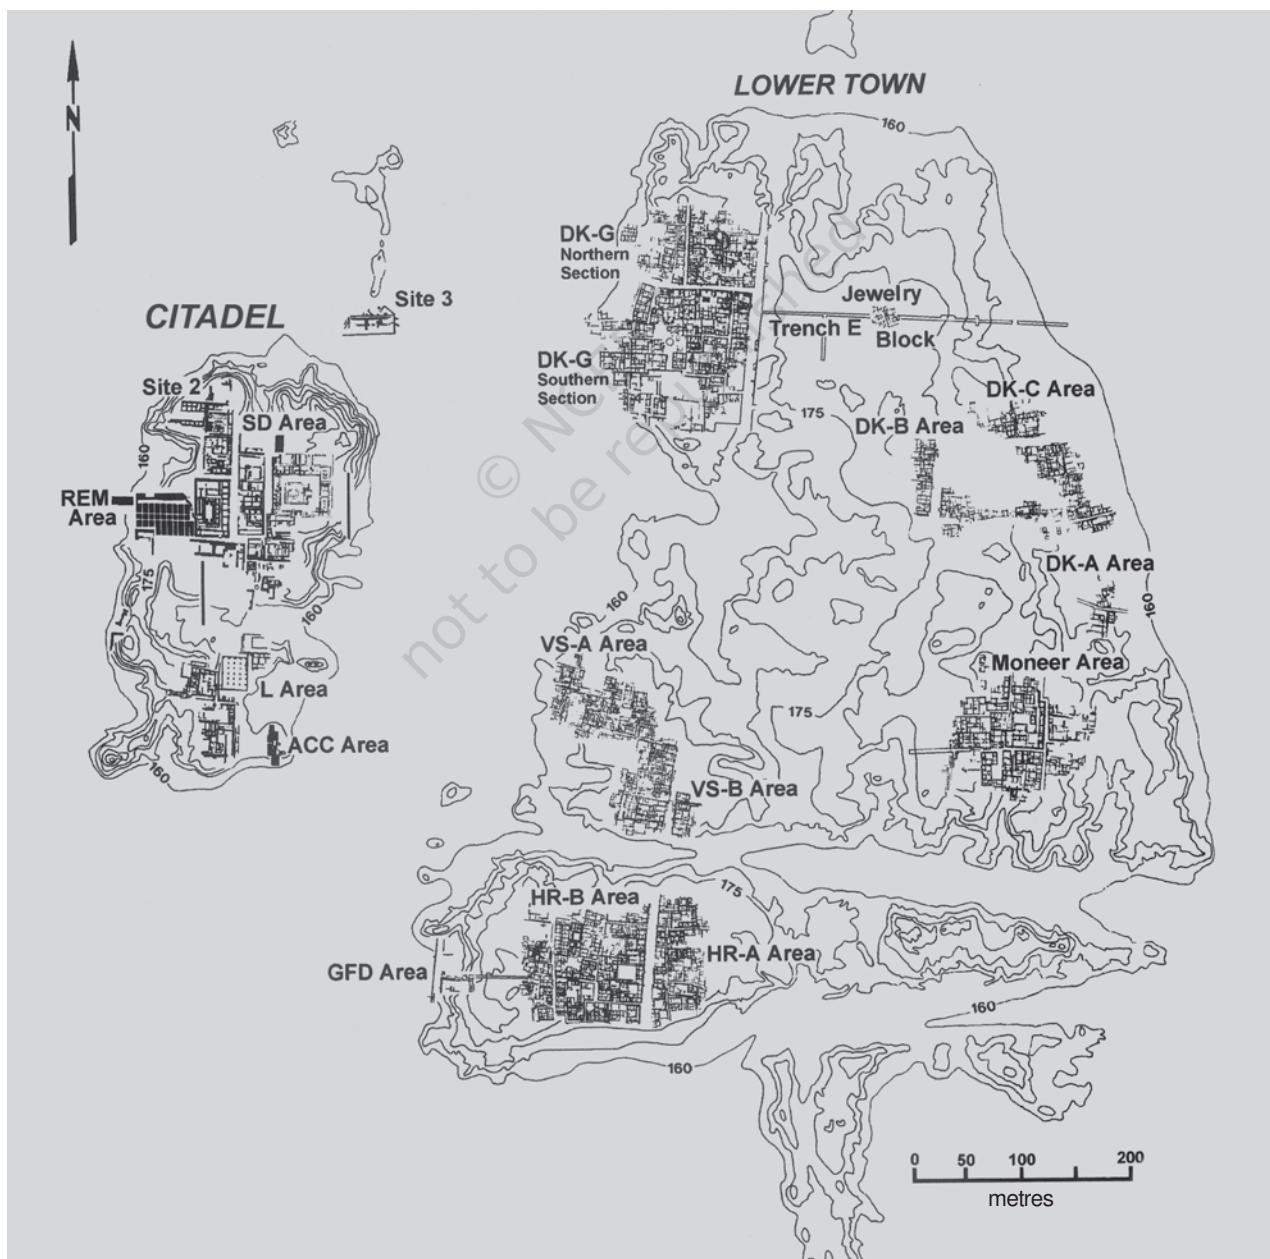 LOWER TOWN
160
N
DK-G
Northern
Section
Site 3
CITADEL
Jewelry
Trench E
Block
DK-G
Southern
Section
Site 2
SD Area
DK-C Area
175
DK-B Area
160
REM
Area
DK-A Area
175
160
160
160
VS-A Area
Moneer Area
L Area
175
ACC Area
160
VS-B Area
175
HR-B Area
HR-A Area
GFD Area
160
160
0 50 100 200
metres
not to be republished